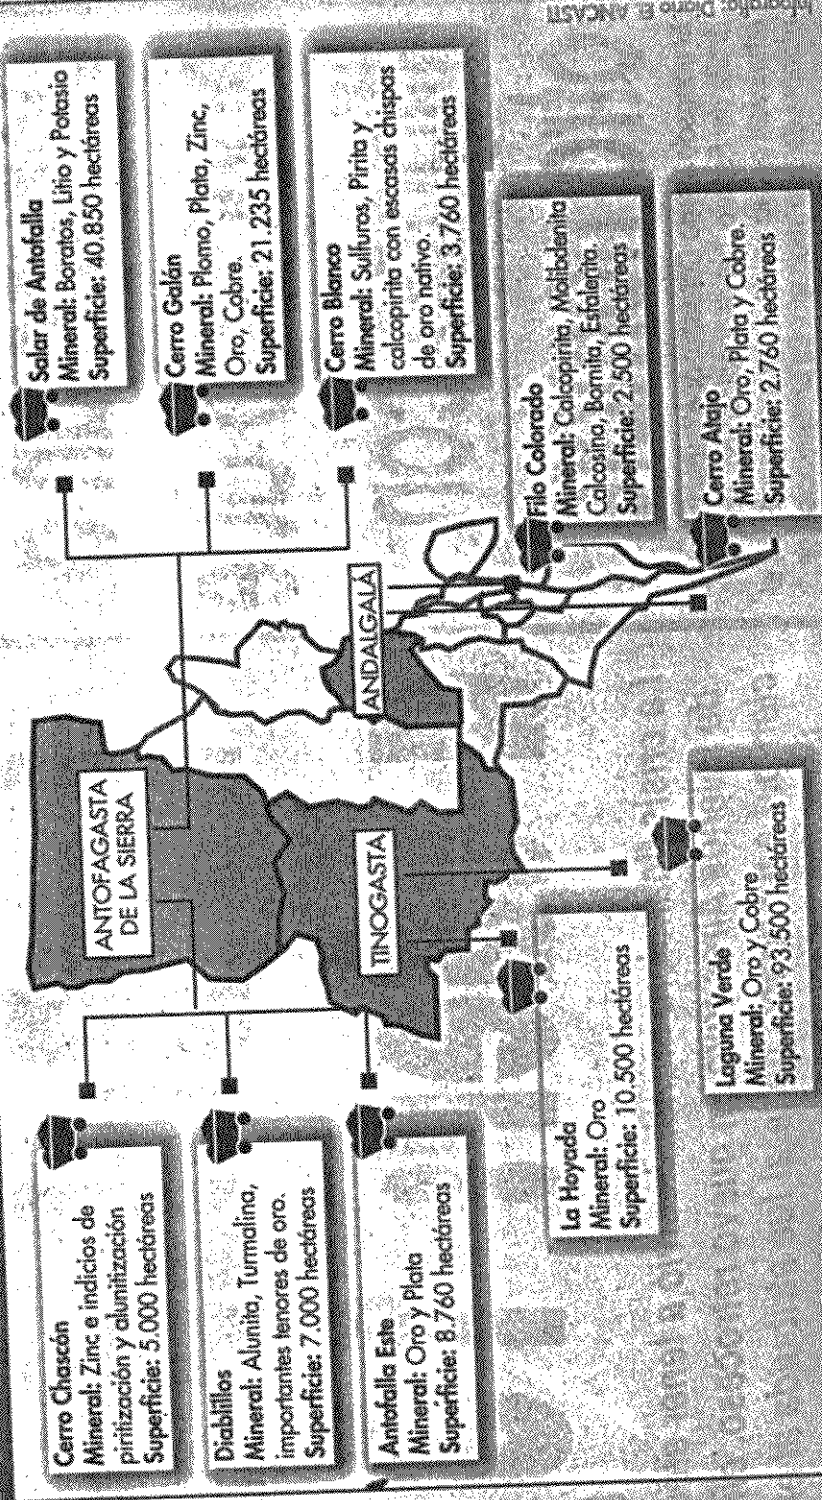 Cerro Chascón
Mineral: Zinc e indicios de
piritización y alunitización
Superficie: 5.000 hectáreas
Diablillos
Mineral: Alunita, Turmalina,
importantes tenores de oro.
Superficie: 7.000 hectáreas
Antofalla Este
Mineral: Oro y Plata
Superficie: 8.760 hectáreas
La Hoyada
Mineral: Oro
Superficie: 10.500 hectáreas
Laguna Verde
Mineral: Oro y Cobre
Superficie: 93.500 hectáreas
ANTOFAGASTA
DE LA SIERRA
TINOGASTA
ANDALGALÁ
Salar de Antofalla
Mineral: Boratos, Litio y Potasio
Superficie: 40.850 hectáreas
Cerro Galán
Mineral: Plomo, Plata, Zinc,
Oro, Cobre.
Superficie: 21.235 hectáreas
Cerro Blanco
Mineral: Sulfuros, Pirita y
calcopirita con escasas chispas
de oro nativo.
Superficie: 3.760 hectáreas
Filo Colorado
Mineral: Calcopirita, Molibdenita
Calcosina, Bornita, Esfalerita.
Superficie: 2.500 hectáreas
Cerro Atajo
Mineral: Oro, Plata y Cobre.
Superficie: 2.760 hectáreas
Infografía: Diario El ANCASTI